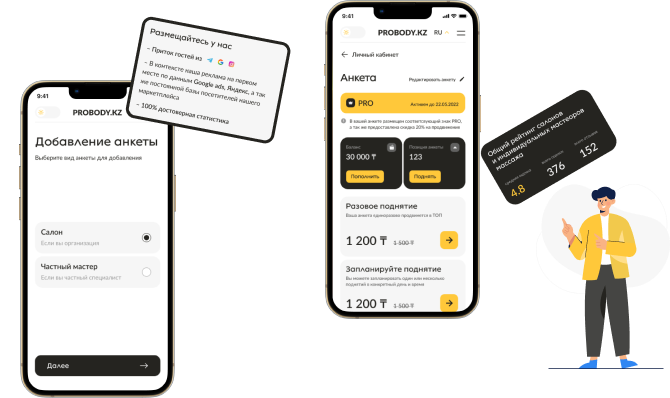 Размещайтесь у нас
– Приток гостей из
– В контексте наша реклама на первом
месте по данным Google ads, Яндекс, а так
же постоянной базы посетителей нашего
маркетплейса
– 100% достоверная статистика
9:41
PROBODY.KZ
Добавление анкеты
Выберите вид анкеты для добавления
Салон
Если вы организация
Частный мастер
Если вы частный специалист
Далее
9:41
PROBODY.KZ
RU
Личный кабинет
Анкета
Редактировать анкету
PRO
Активен до 22.05.2022
В вашей анкете размещен соответствующий знак PRO,
а так же предоставлена скидка 20% на продвижение
Баланс
30 000 ₸
Пополнить
Позиция анкеты
123
Поднять
Разовое поднятие
Ваша анкета единоразово продвинется в ТОП
1 200 ₸
1 500 ₸
Запланируйте поднятие
Вы можете запланировать один или несколько
поднятий в конкретный день и время
1 200 ₸
1 500 ₸
Общий рейтинг салонов
и индивидуальных мастеров
массажа
4.8
376
152